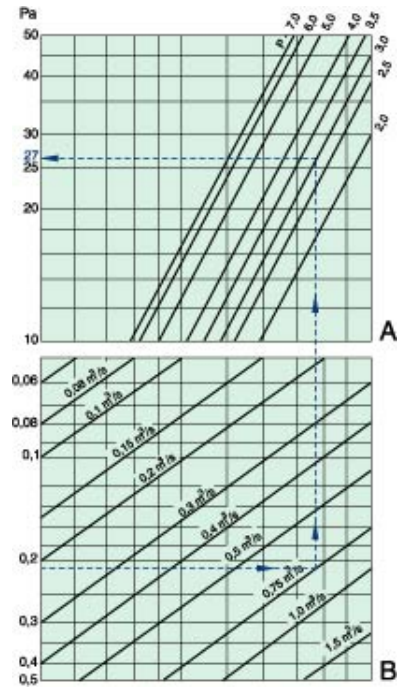 Pa
P 7,0 6,0 5,0 4,0 3,5
3,0
2,5
2,0
50
40
30
27
25
20
10
A
0,06
0,08
0,1
0,2
0,3
0,4
0,5
0,08 m³/s
0,1 m³/s
0,15 m³/s
0,2 m³/s
0,3 m³/s
0,4 m³/s
0,5 m³/s
0,75 m³/s
1,0 m³/s
1,5 m³/s
B